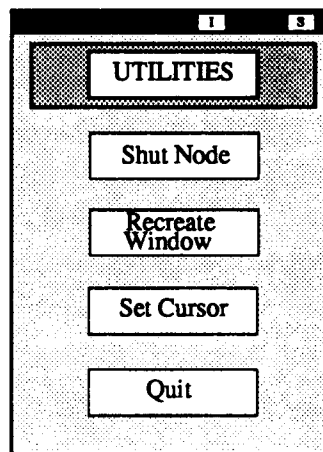 I S
UTILITIES
Shut Node
Recreate
Window
Set Cursor
Quit